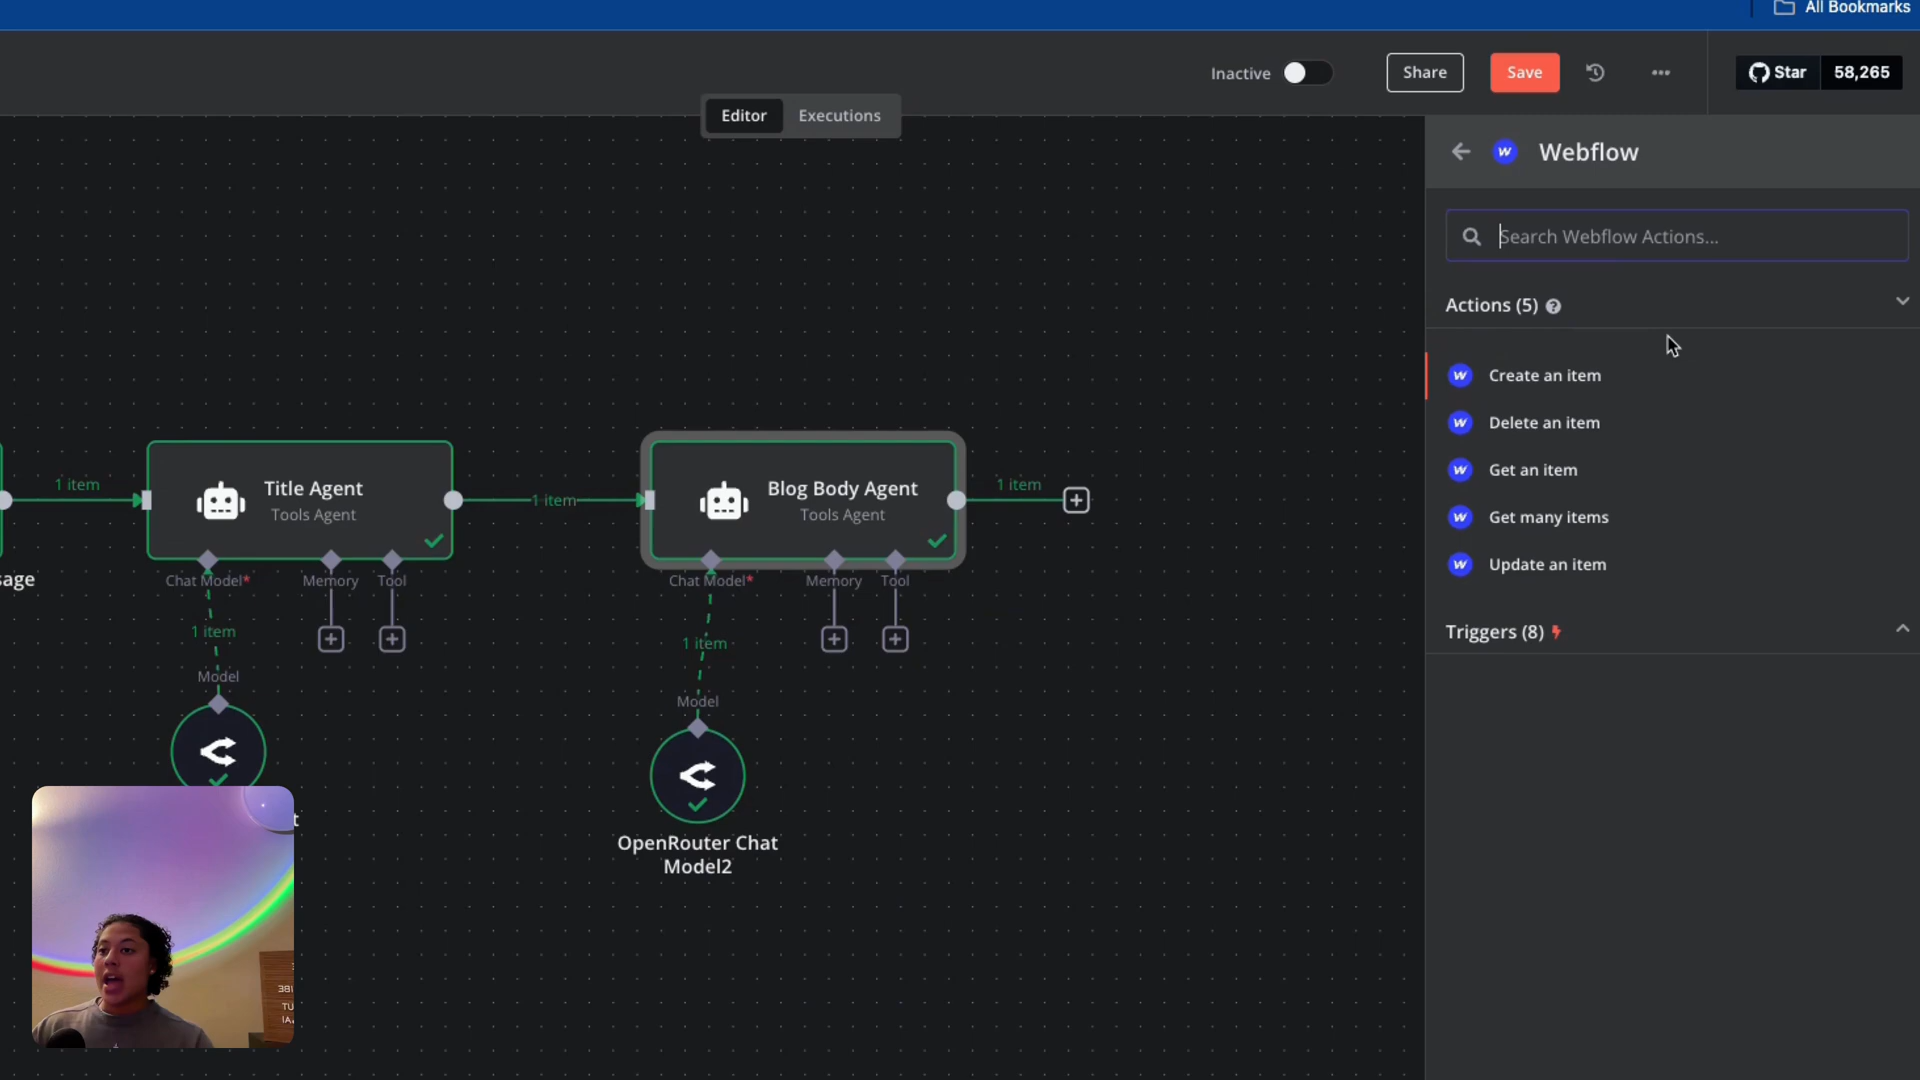 All Bookmarks
Inactive
Share
Save
Star
58,265
Editor
Executions
Webflow
Search Webflow Actions...
Actions (5)
Create an item
Delete an item
Get an item
Get many items
Update an item
Triggers (8)
1 item
Title Agent
Tools Agent
1 item
Blog Body Agent
Tools Agent
1 item
sage
Chat Model*
Memory
Tool
Chat Model*
Memory
Tool
1 item
1 item
Model
Model
t
OpenRouter Chat
Model2